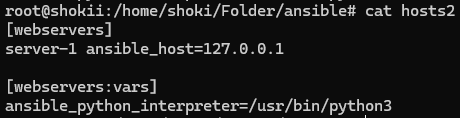 root@shokii:/home/shoki/Folder/ansible# cat hosts2
[webservers]
server-1 ansible_host=127.0.0.1
[webservers:vars]
ansible_python_interpreter=/usr/bin/python3